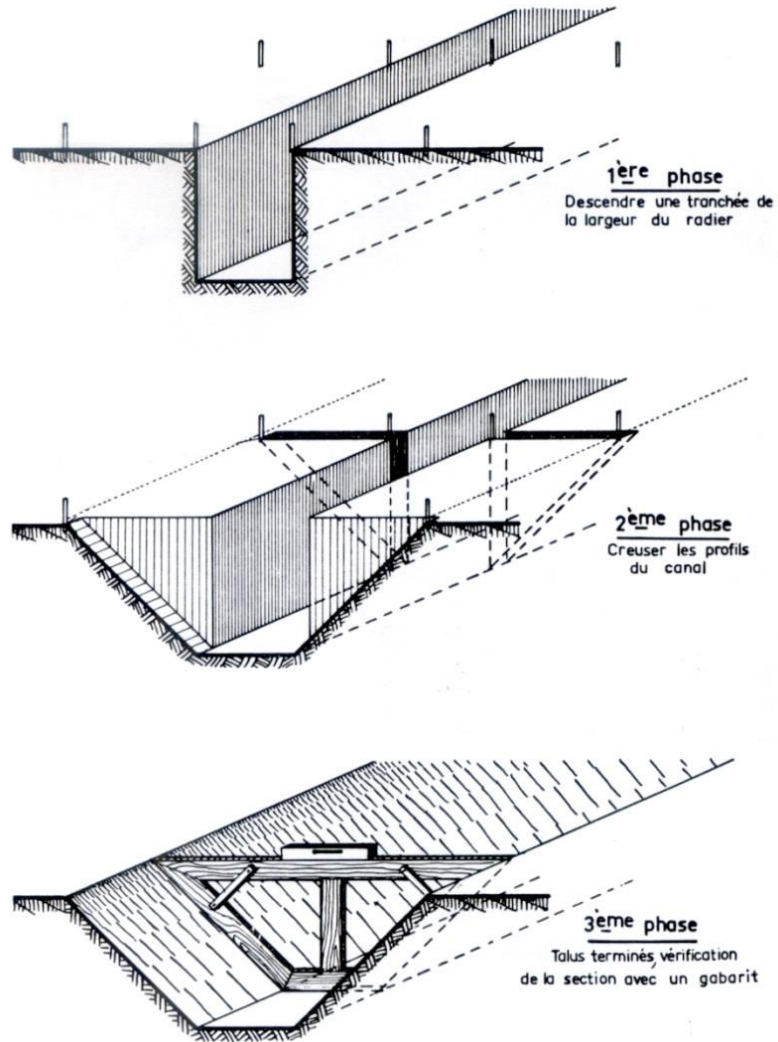 1ère phase
Descendre une tranchée de
la largeur du radier
2ème phase
Creuser les profils
du canal
3ème phase
Talus terminés, vérification
de la section avec un gabarit